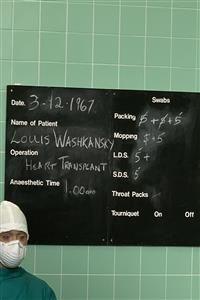 Date. 3-12-1967.
Name of Patient
LOUIS WASHKANSKY
Operation
HEART TRANSPLANT
Anaesthetic Time
1.00
Swabs
Packing 5 + 5 + 5
Mopping 5 + 5
L.D.S. 5 +
S.D.S. 5
Throat Packs
Tourniquet On Off